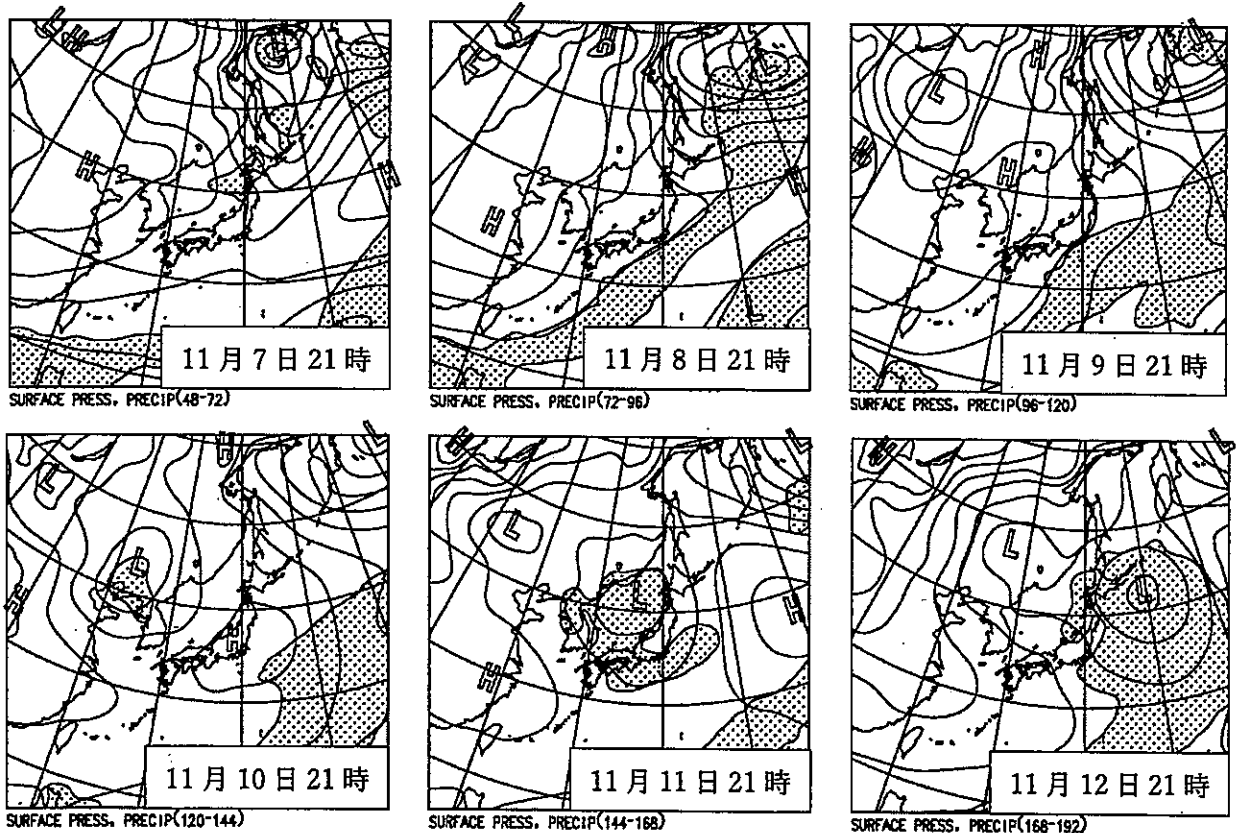 L H H L H
11月7日21時
SURFACE PRESS. PRECIP(48-72)
L L H L H H L
11月8日21時
SURFACE PRESS. PRECIP(72-96)
L H L H H
11月9日21時
SURFACE PRESS. PRECIP(96-120)
L H L L H H
11月10日21時
SURFACE PRESS. PRECIP(120-144)
H L L L H H
11月11日21時
SURFACE PRESS. PRECIP(144-168)
H L L L
11月12日21時
SURFACE PRESS. PRECIP(168-192)